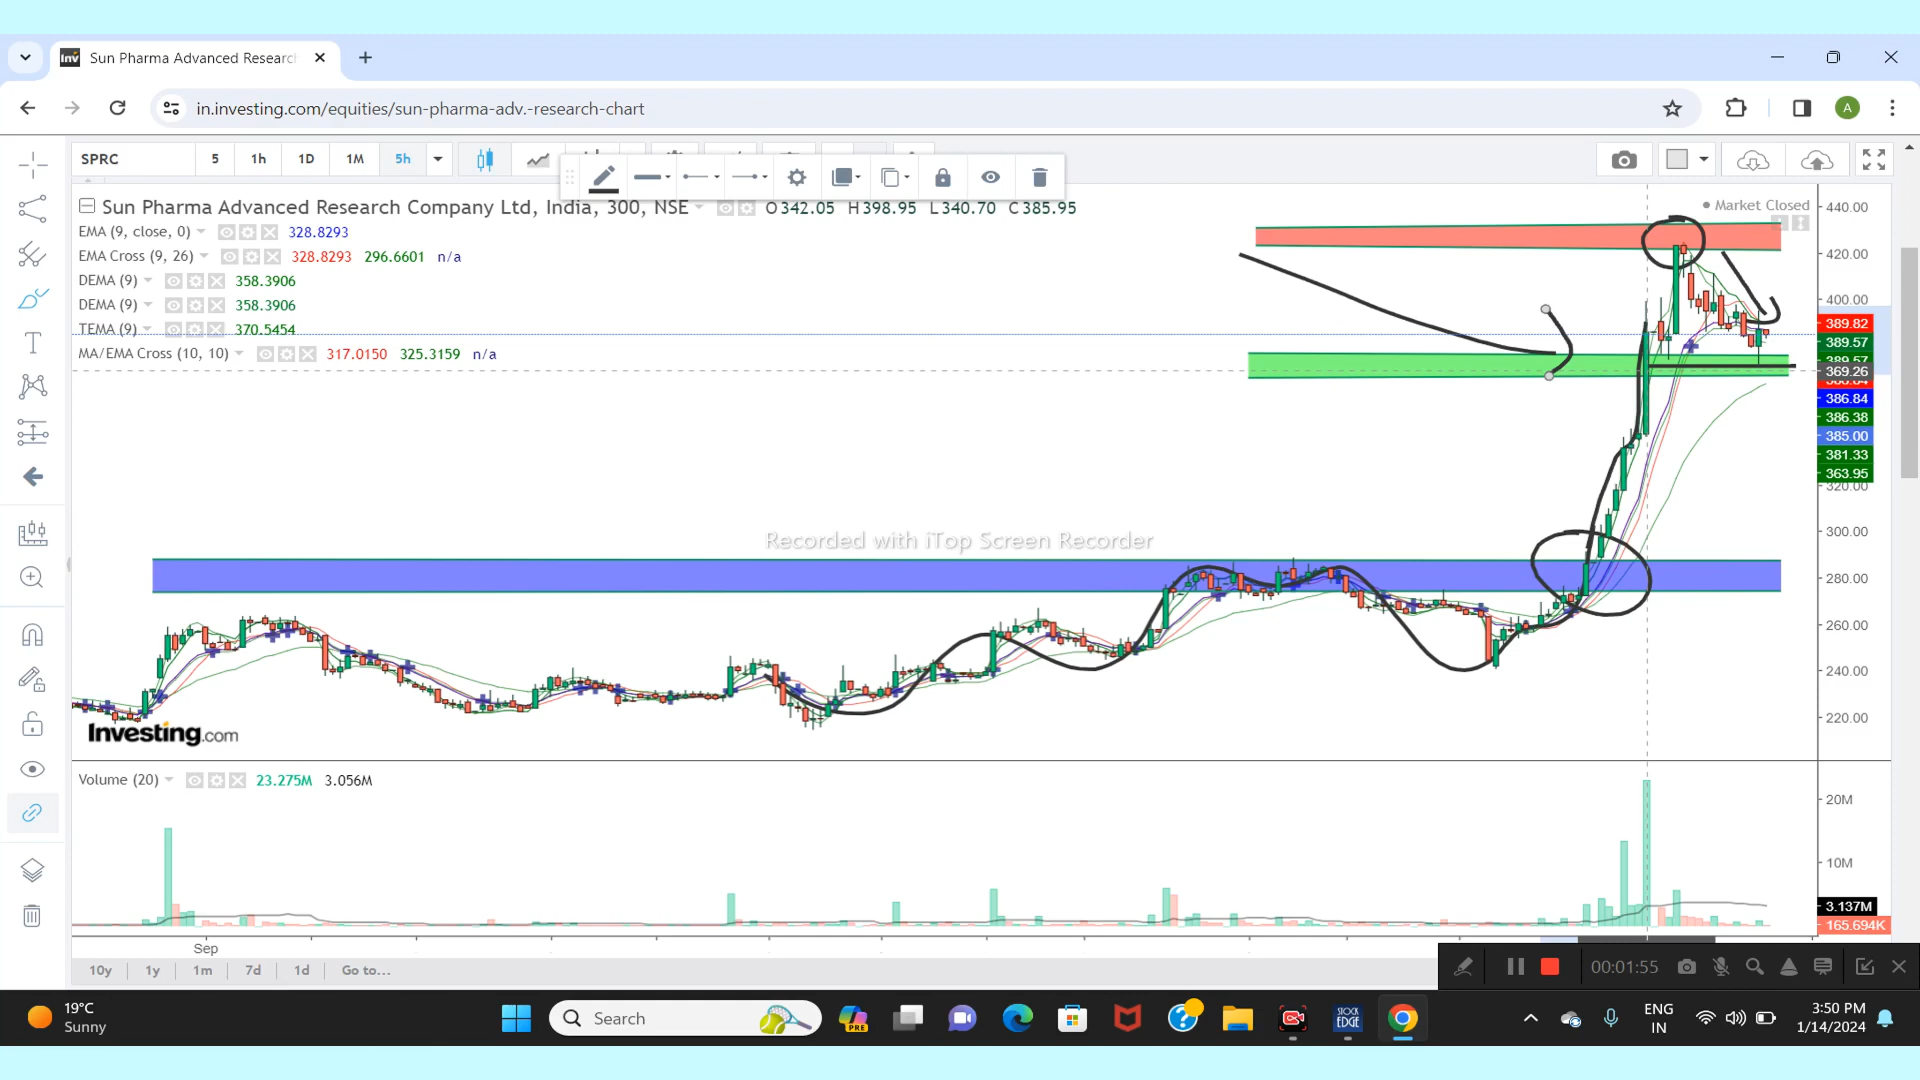 Sun Pharma Advanced Research
in.investing.com/equities/sun-pharma-adv.-research-chart
A
SPRC 5 1h 1D 1M 5h
Sun Pharma Advanced Research Company Ltd, India, 300, NSE O342.05 H398.95 L340.70 C385.95
Market Closed
EMA (9, close, 0) 328.8293
EMA Cross (9, 26) 328.8293 296.6601 n/a
DEMA (9) 358.3906
DEMA (9) 358.3906
TEMA (9) 370.5454
MA/EMA Cross (10, 10) 317.0150 325.3159 n/a
440.00
420.00
400.00
389.82
389.57
369.26
386.84
386.38
385.00
381.33
363.95
320.00
300.00
280.00
260.00
240.00
220.00
Recorded with iTop Screen Recorder
Investing.com
Volume (20) 23.275M 3.056M
20M
10M
3.137M
165.694K
Sep
10y 1y 1m 7d 1d Go to...
00:01:55
19°C
Sunny
Search
PRE
STOCK
EDGE
ENG
IN
3:50 PM
1/14/2024